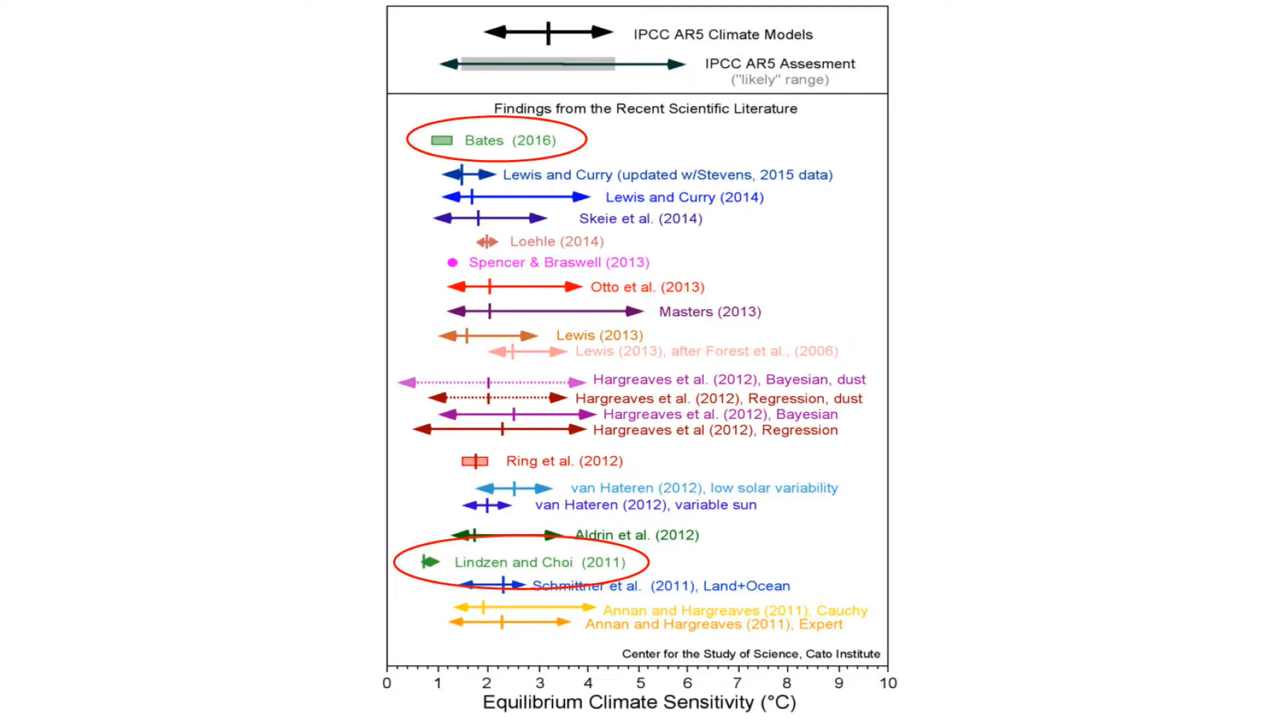 IPCC AR5 Climate Models
IPCC AR5 Assesment
("likely" range)
Findings from the Recent Scientific Literature
Bates (2016)
Lewis and Curry (updated w/Stevens, 2015 data)
Lewis and Curry (2014)
Skeie et al. (2014)
Loehle (2014)
Spencer & Braswell (2013)
Otto et al. (2013)
Masters (2013)
Lewis (2013)
Lewis (2013), after Forest et al., (2006)
Hargreaves et al. (2012), Bayesian, dust
Hargreaves et al. (2012), Regression, dust
Hargreaves et al. (2012), Bayesian
Hargreaves et al (2012), Regression
Ring et al. (2012)
van Hateren (2012), low solar variability
van Hateren (2012), variable sun
Aldrin et al. (2012)
Lindzen and Choi (2011)
Schmittner et al. (2011), Land+Ocean
Annan and Hargreaves (2011), Cauchy
Annan and Hargreaves (2011), Expert
Center for the Study of Science, Cato Institute
0 1 2 3 4 5 6 7 8 9 10
Equilibrium Climate Sensitivity (°C)